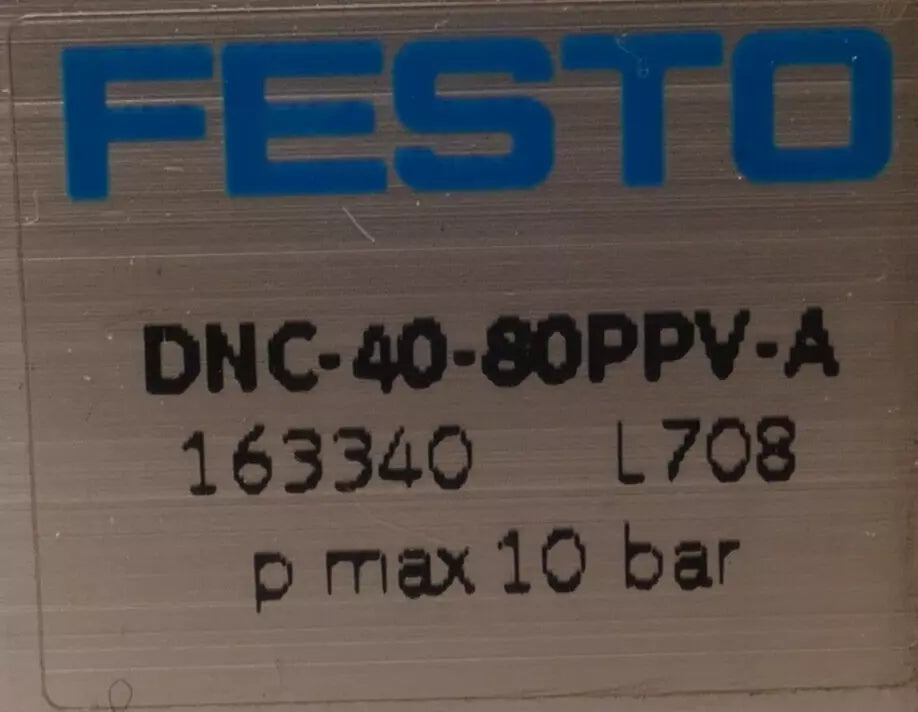 FESTO
DNC-40-80PPV-A
163340 L708
p max 10 bar